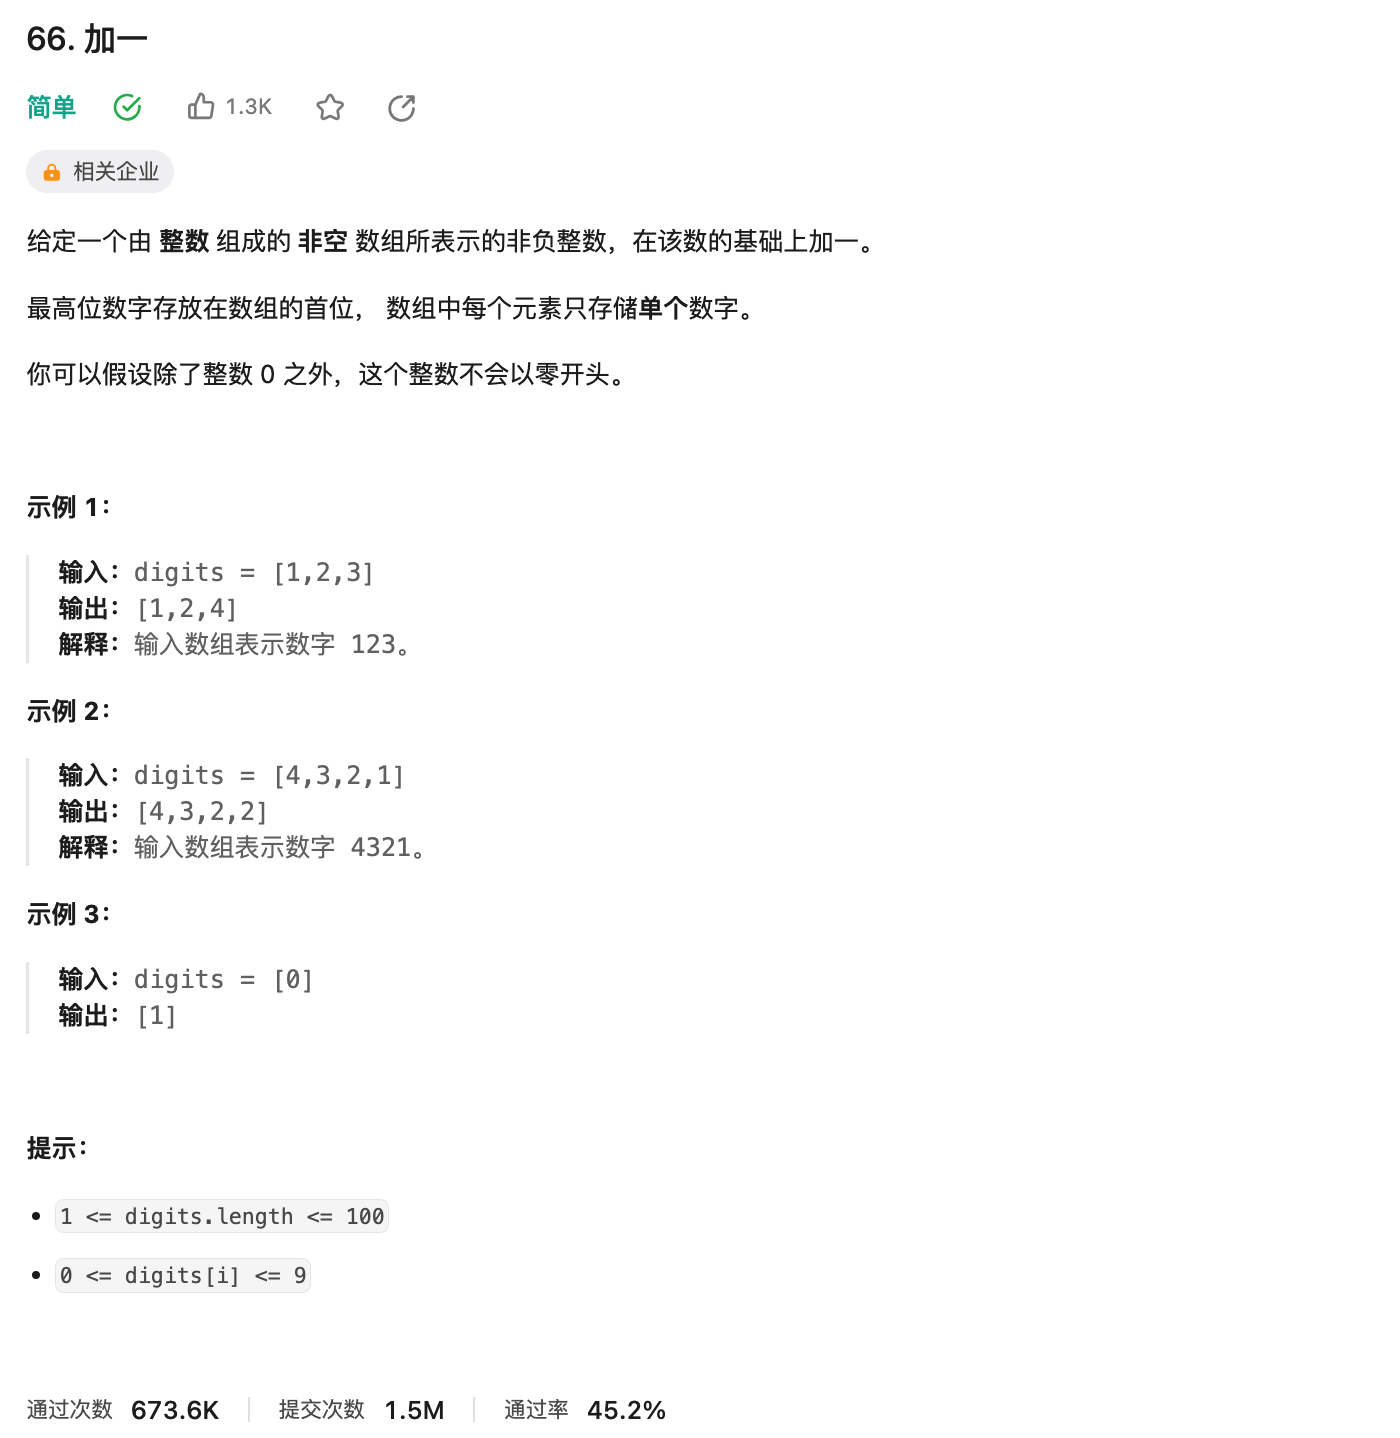 66. 加一
简单 1.3K
相关企业
给定一个由 整数 组成的 非空 数组所表示的非负整数，在该数的基础上加一。
最高位数字存放在数组的首位， 数组中每个元素只存储单个数字。
你可以假设除了整数 0 之外，这个整数不会以零开头。
示例 1：
输入：digits = [1,2,3]
输出：[1,2,4]
解释：输入数组表示数字 123。
示例 2：
输入：digits = [4,3,2,1]
输出：[4,3,2,2]
解释：输入数组表示数字 4321。
示例 3：
输入：digits = [0]
输出：[1]
提示：
1 <= digits.length <= 100
0 <= digits[i] <= 9
通过次数 673.6K 提交次数 1.5M 通过率 45.2%